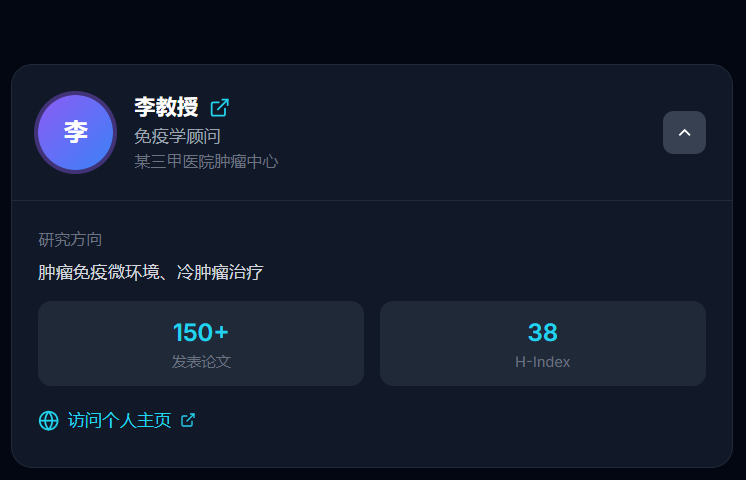 李
李教授
免疫学顾问
某三甲医院肿瘤中心
研究方向
肿瘤免疫微环境、冷肿瘤治疗
150+
发表论文
38
H-Index
访问个人主页